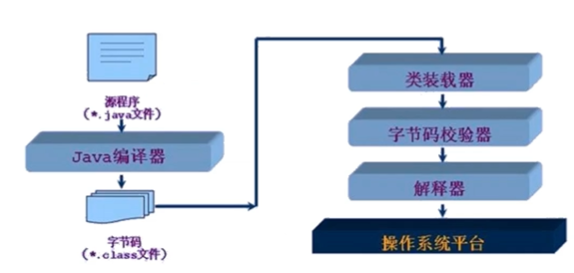 源程序
(*.java文件)
Java编译器
字节码
(*.class文件)
类装载器
字节码校验器
解释器
操作系统平台